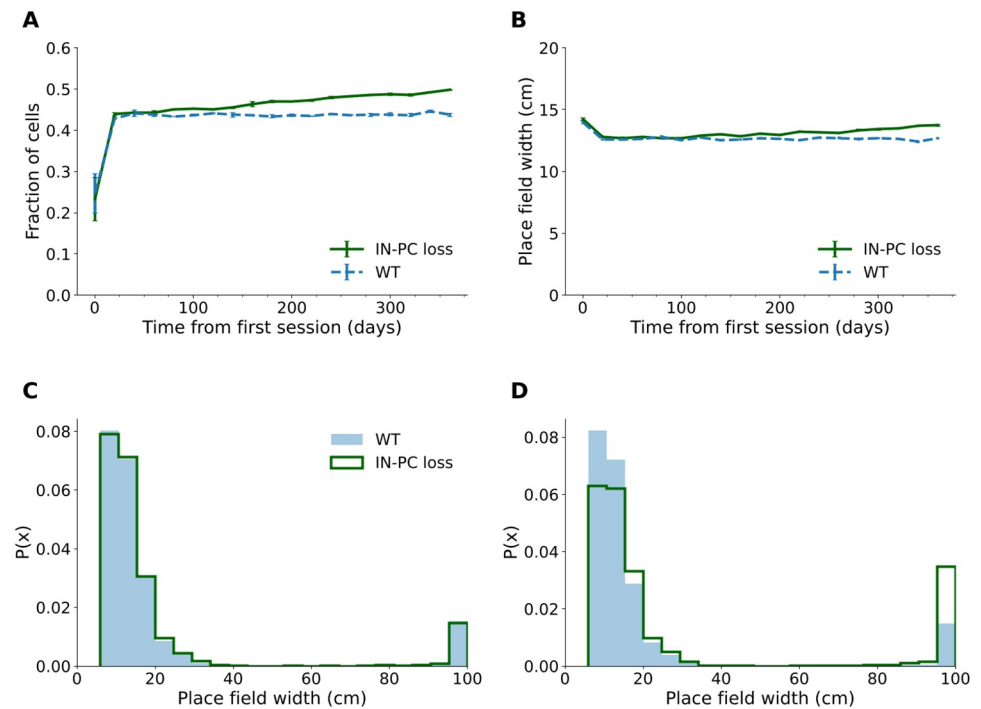 A
Fraction of cells
0.6
0.5
0.4
0.3
0.2
0.1
0.0
IN-PC loss
WT
0
100
200
300
Time from first session (days)
B
Place field width (cm)
20
15
10
5
0
IN-PC loss
WT
0
100
200
300
Time from first session (days)
C
P(x)
0.08
0.06
0.04
0.02
0.00
WT
IN-PC loss
0
20
40
60
80
100
Place field width (cm)
D
P(x)
0.08
0.06
0.04
0.02
0.00
0
20
40
60
80
100
Place field width (cm)